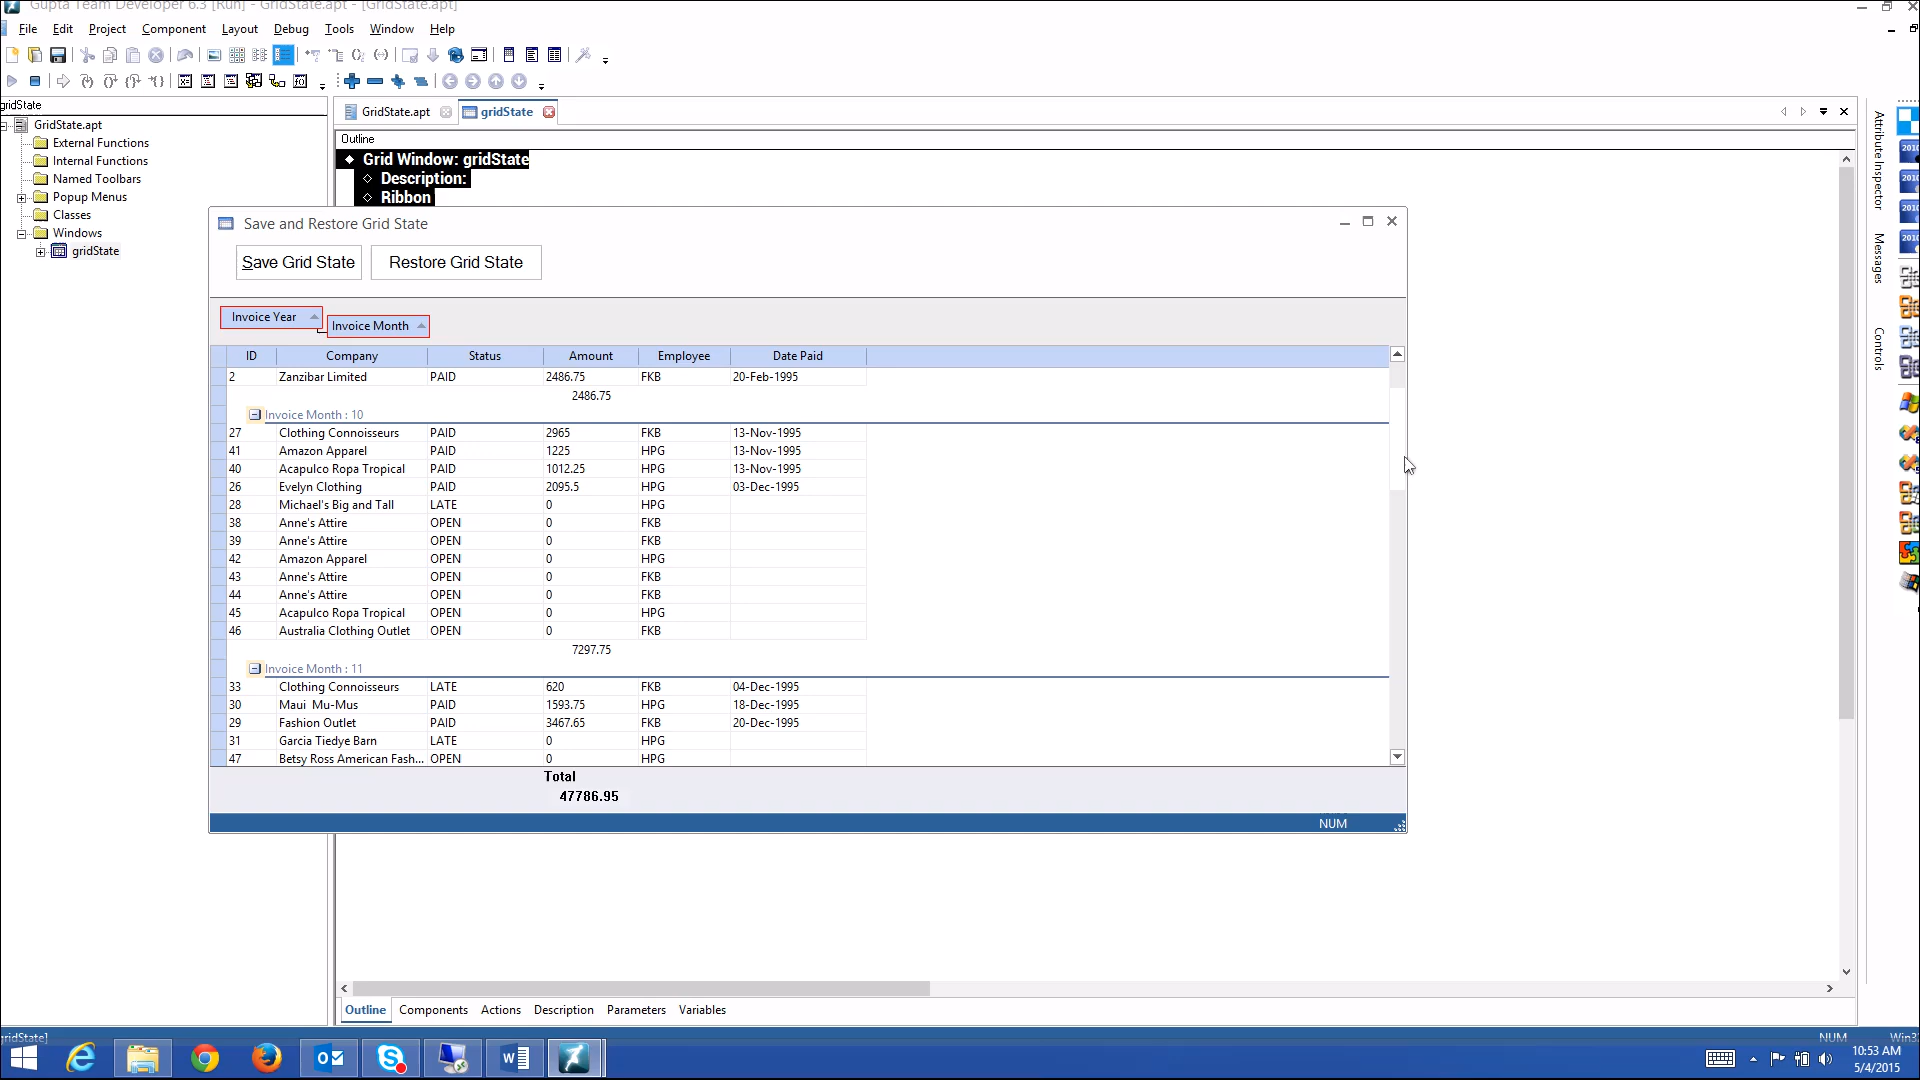 Gupta Team Developer 6.3 [Run] - GridState.apt - [GridState.apt]
File Edit Project Component Layout Debug Tools Window Help
gridState
GridState.apt
External Functions
Internal Functions
Named Toolbars
Popup Menus
Classes
Windows
gridState
GridState.apt gridState
Outline
Grid Window: gridState
Description:
Ribbon
Save and Restore Grid State
Save Grid State Restore Grid State
Invoice Year
Invoice Month
ID Company Status Amount Employee Date Paid
2 Zanzibar Limited PAID 2486.75 FKB 20-Feb-1995
2486.75
Invoice Month : 10
27 Clothing Connoisseurs PAID 2965 FKB 13-Nov-1995
41 Amazon Apparel PAID 1225 HPG 13-Nov-1995
40 Acapulco Ropa Tropical PAID 1012.25 HPG 13-Nov-1995
26 Evelyn Clothing PAID 2095.5 HPG 03-Dec-1995
28 Michael's Big and Tall LATE 0 HPG
38 Anne's Attire OPEN 0 FKB
39 Anne's Attire OPEN 0 FKB
42 Amazon Apparel OPEN 0 HPG
43 Anne's Attire OPEN 0 FKB
44 Anne's Attire OPEN 0 FKB
45 Acapulco Ropa Tropical OPEN 0 HPG
46 Australia Clothing Outlet OPEN 0 FKB
7297.75
Invoice Month : 11
33 Clothing Connoisseurs LATE 620 FKB 04-Dec-1995
30 Maui Mu-Mus PAID 1593.75 HPG 18-Dec-1995
29 Fashion Outlet PAID 3467.65 FKB 20-Dec-1995
31 Garcia Tiedye Barn LATE 0 HPG
47 Betsy Ross American Fash... OPEN 0 HPG
Total
47786.95
NUM
Attribute Inspector
Messages
Controls
Outline Components Actions Description Parameters Variables
gridState] NUM Win3
10:53 AM
5/4/2015